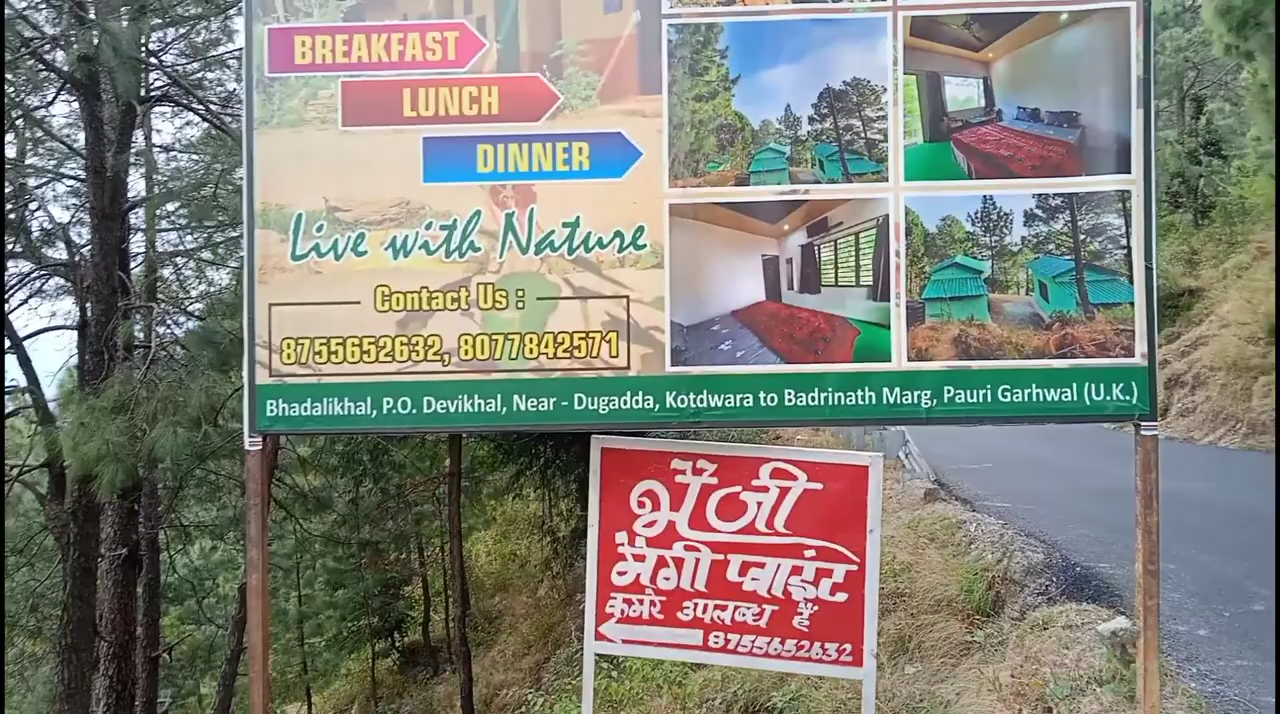 BREAKFAST
LUNCH
DINNER
Live with Nature
Contact Us :
8755652632, 8077842571
Bhadalikhal, P.O. Devikhal, Near - Dugadda, Kotdwara to Badrinath Marg, Pauri Garhwal (U.K.)
भैंजी
मैगी प्वाइंट
कमरे उपलब्ध हैं
8755652632